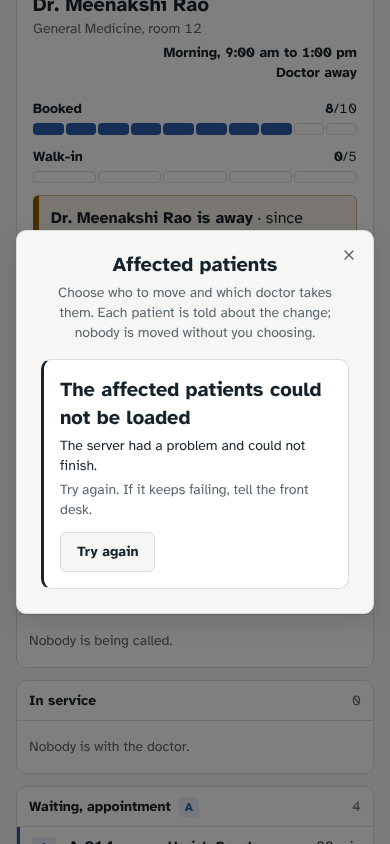 Dr. Meenakshi Rao
General Medicine, room 12
Morning, 9:00 am to 1:00 pm
Doctor away
Booked 8/10
Walk-in 0/5
Dr. Meenakshi Rao is away · since
Affected patients
Choose who to move and which doctor takes
them. Each patient is told about the change;
nobody is moved without you choosing.
The affected patients could
not be loaded
The server had a problem and could not
finish.
Try again. If it keeps failing, tell the front
desk.
Try again
Nobody is being called.
In service 0
Nobody is with the doctor.
Waiting, appointment A 4